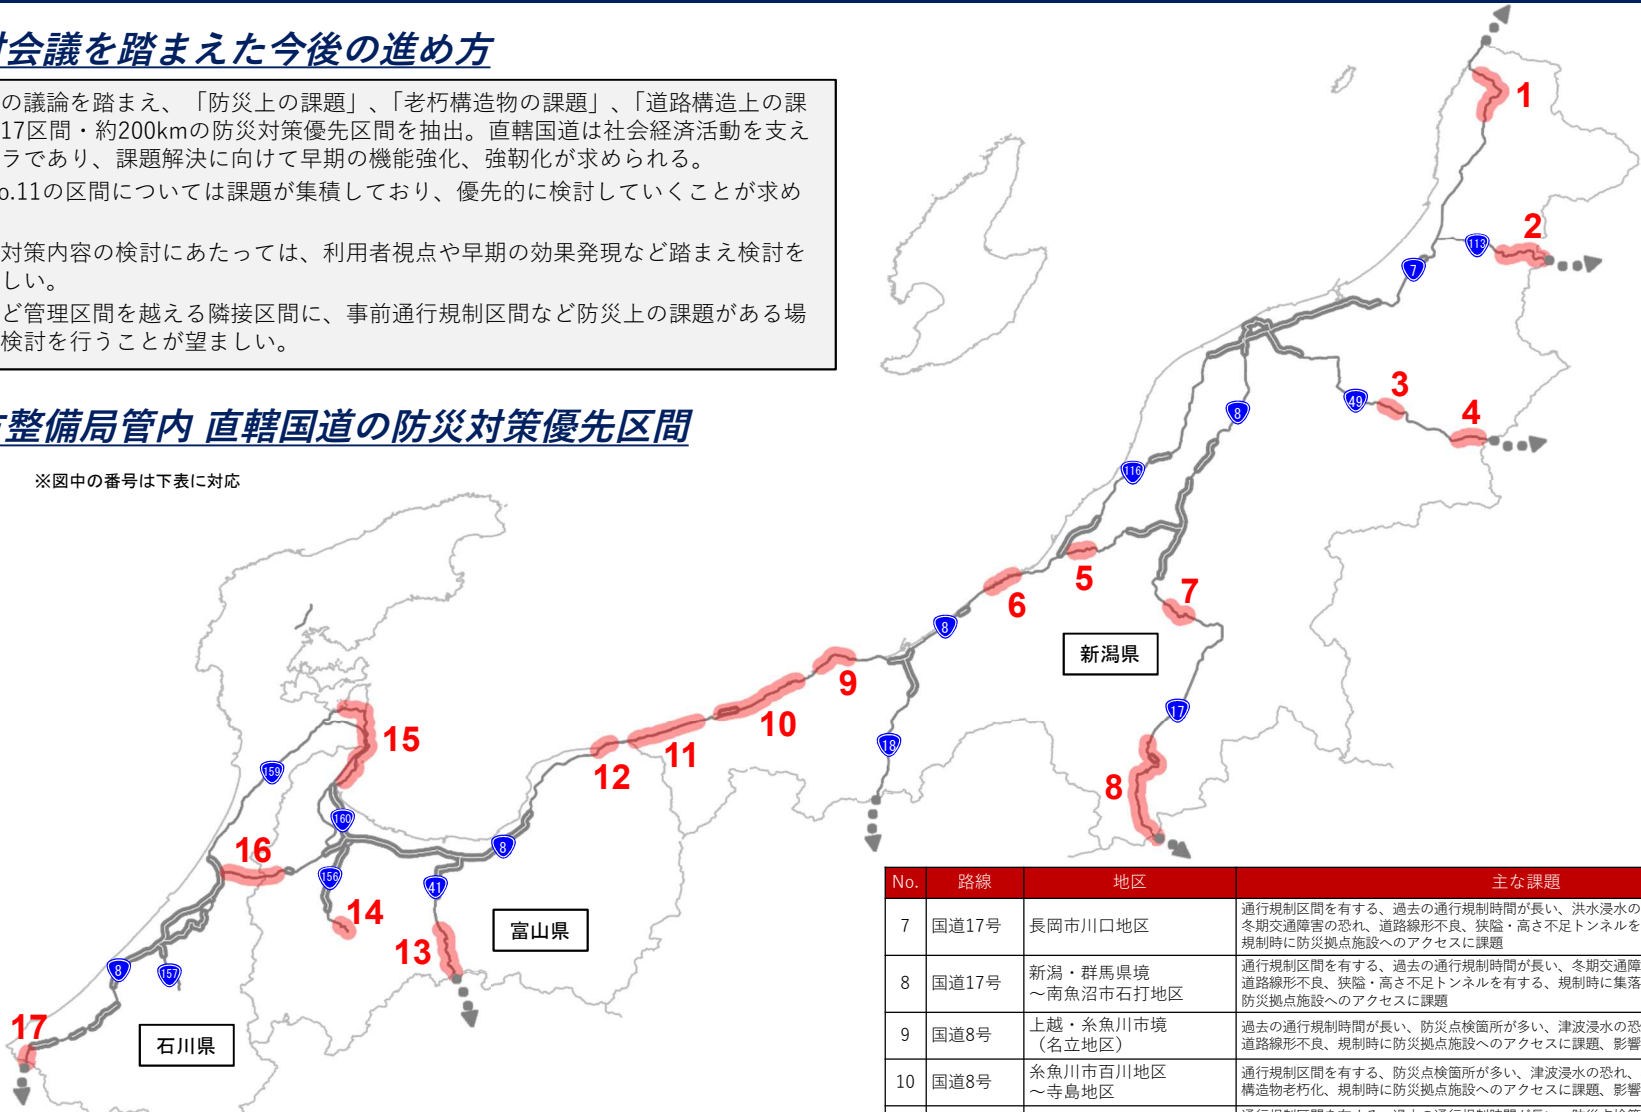 会議を踏まえた今後の進め方
の議論を踏まえ、「防災上の課題」、「老朽構造物の課題」、「道路構造上の課
17区間・約200kmの防災対策優先区間を抽出。直轄国道は社会経済活動を支え
ラであり、課題解決に向けて早期の機能強化、強靭化が求められる。
o.11の区間については課題が集積しており、優先的に検討していくことが求め
対策内容の検討にあたっては、利用者視点や早期の効果発現など踏まえ検討を
しい。
ど管理区間を越える隣接区間に、事前通行規制区間など防災上の課題がある場
検討を行うことが望ましい。
整備局管内 直轄国道の防災対策優先区間
※図中の番号は下表に対応
1
2
113
7
3
4
49
8
116
5
6
7
8
新潟県
9
10
17
11
15
18
12
159
8
160
8
16
156
41
14
富山県
13
8
157
17
石川県
No. 路線 地区 主な課題
7 国道17号 長岡市川口地区
通行規制区間を有する、過去の通行規制時間が長い、洪水浸水の
冬期交通障害の恐れ、道路線形不良、狭隘・高さ不足トンネルを
規制時に防災拠点施設へのアクセスに課題
8 国道17号 新潟・群馬県境
～南魚沼市石打地区
通行規制区間を有する、過去の通行規制時間が長い、冬期交通障
道路線形不良、狭隘・高さ不足トンネルを有する、規制時に集落
防災拠点施設へのアクセスに課題
9 国道8号 上越・糸魚川市境
（名立地区）
過去の通行規制時間が長い、防災点検箇所が多い、津波浸水の恐
道路線形不良、規制時に防災拠点施設へのアクセスに課題、影響
10 国道8号 糸魚川市百川地区
～寺島地区
通行規制区間を有する、防災点検箇所が多い、津波浸水の恐れ、
構造物老朽化、規制時に防災拠点施設へのアクセスに課題、影響